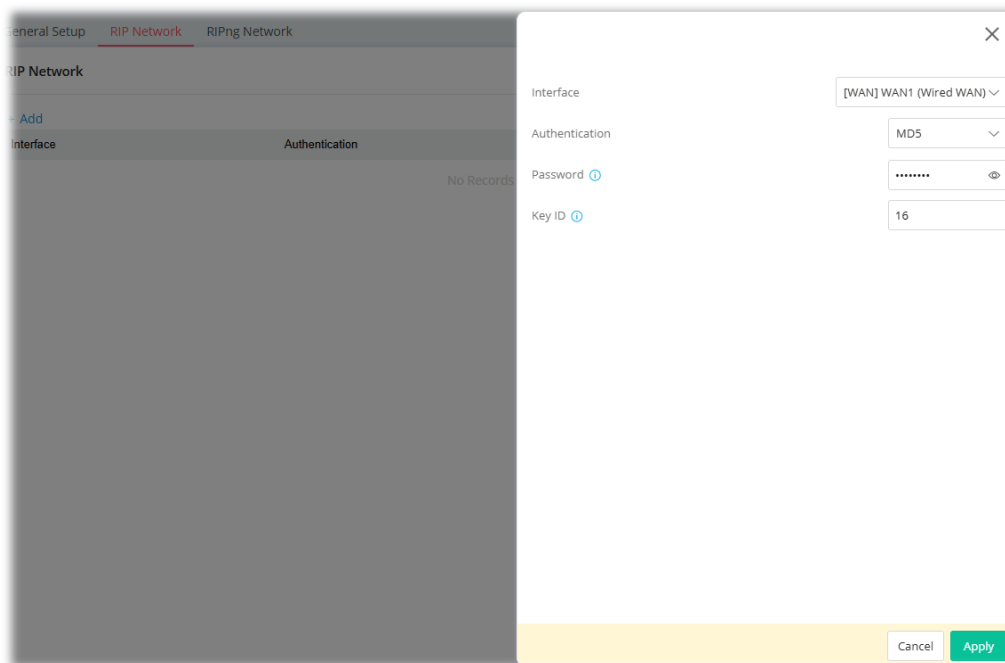 General Setup RIP Network RIPng Network
RIP Network
+ Add
Interface Authentication
No Records
Interface [WAN] WAN1 (Wired WAN)
Authentication MD5
Password ••••••••
Key ID 16
Cancel Apply